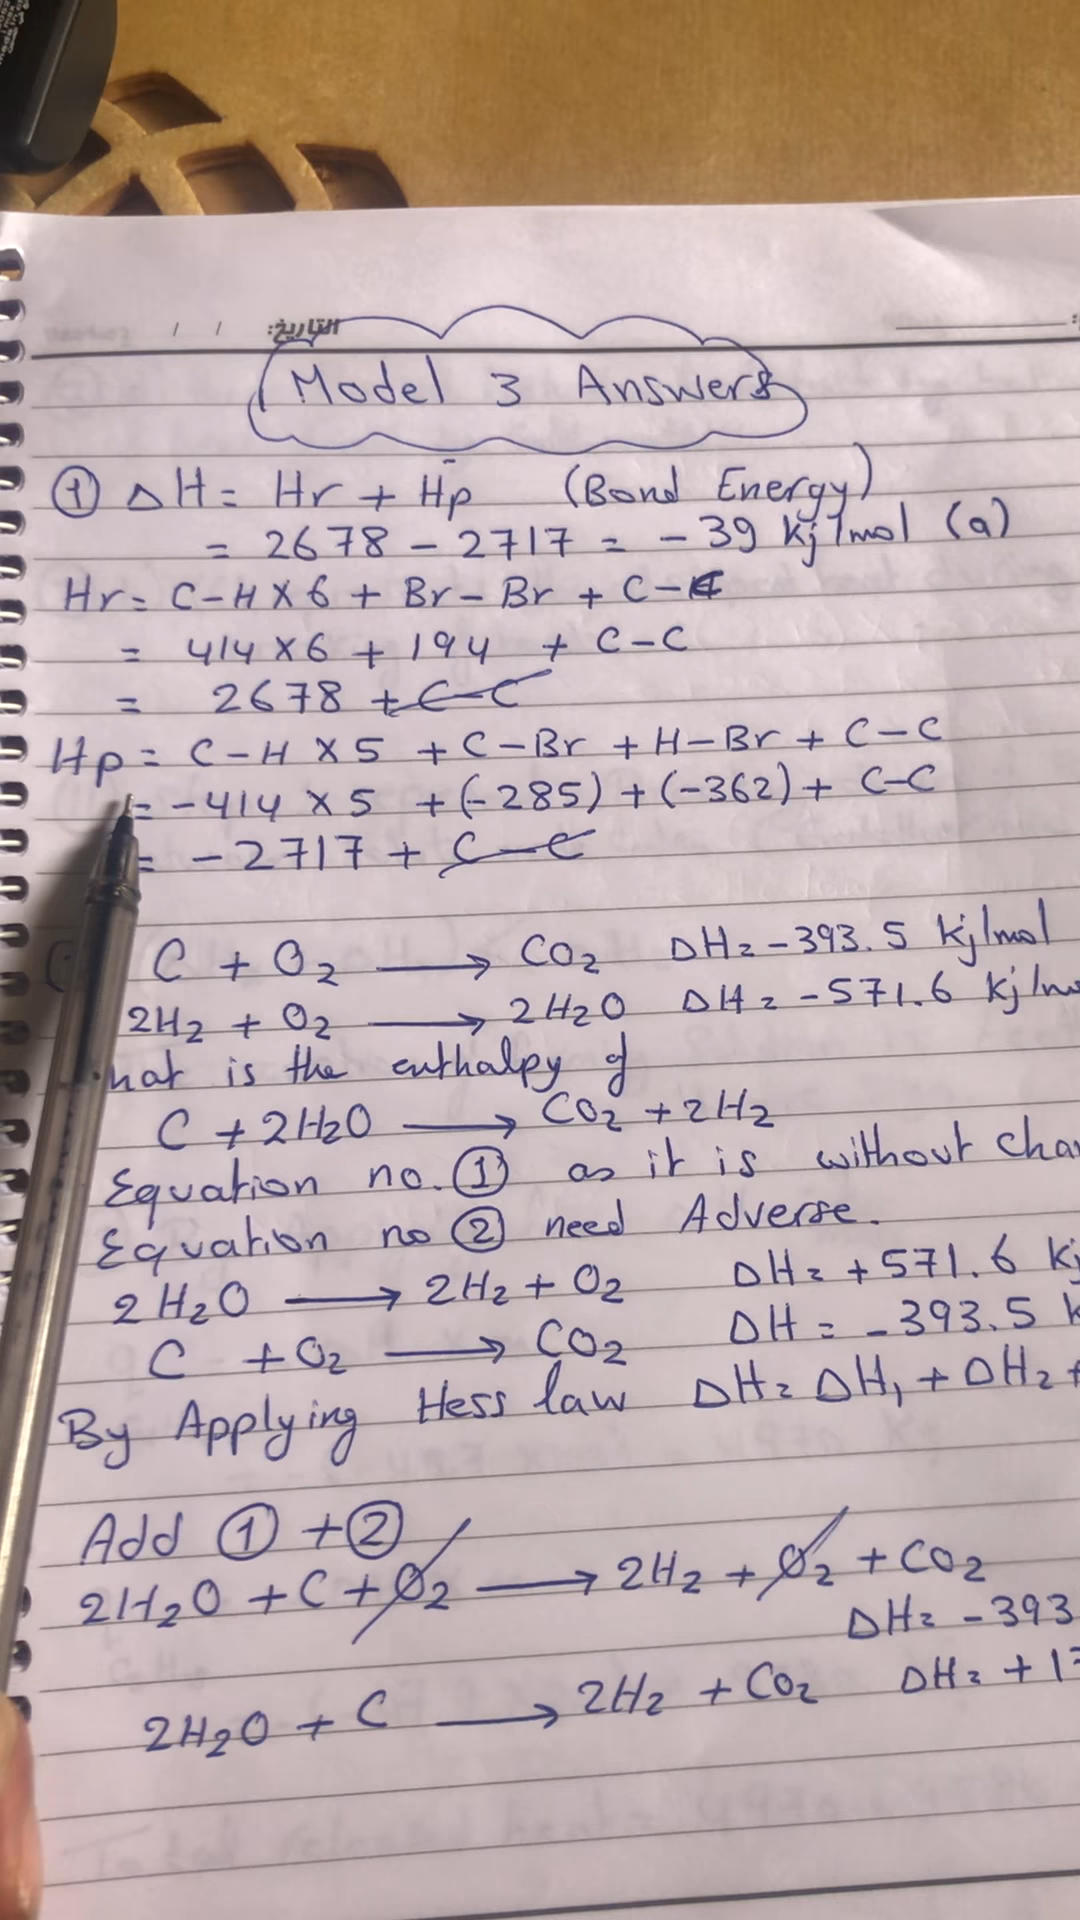 التاريخ: / /
Model 3 Answers
① ΔH = Hr + Hp (Bond Energy)
= 2678 - 2717 = -39 Kj/mol (a)
Hr = C-H X 6 + Br-Br + C-C
= 414 X 6 + 194 + C-C
= 2678 + C-C
Hp = C-H X 5 + C-Br + H-Br + C-C
= -414 X 5 + (-285) + (-362) + C-C
= -2717 + C-C
C + O₂ → CO₂ ΔH = -393.5 Kj/mol
2H₂ + O₂ → 2H₂O ΔH = -571.6 Kj/mo
hat is the enthalpy of
C + 2H₂O → CO₂ + 2H₂
Equation no. ① as it is without cha
Equation no ② need Adverse.
2H₂O → 2H₂ + O₂ ΔH = +571.6 Kj
C + O₂ → CO₂ ΔH = -393.5 K
By Applying Hess law ΔH = ΔH₁ + ΔH₂ +
Add ① + ②
2H₂O + C + O₂ → 2H₂ + O₂ + CO₂
ΔH = -393
2H₂O + C → 2H₂ + CO₂ ΔH = +17